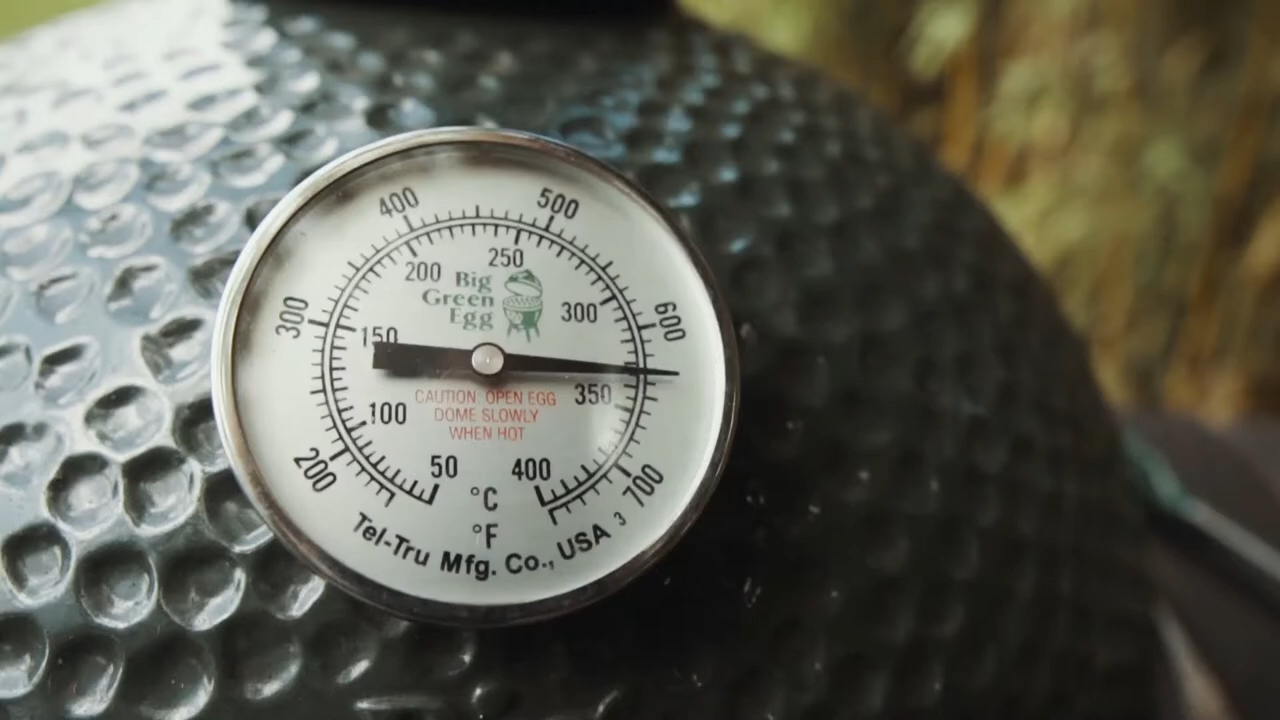 400
500
300
600
200
700
200
250
150
300
100
350
50
400
Big
Green
Egg
CAUTION: OPEN EGG
DOME SLOWLY
WHEN HOT
°C
°F
Tel-Tru Mfg. Co., USA 3